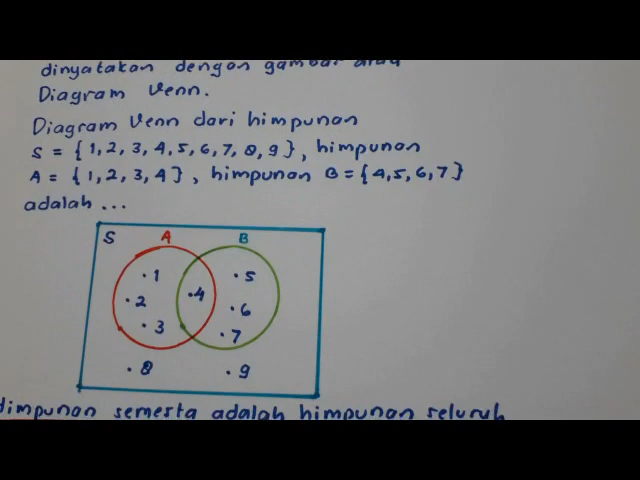 dinyatakan dengan gambar atau
Diagram Venn.
Diagram Venn dari himpunan
S = { 1, 2, 3, 4, 5, 6, 7, 8, 9 } , himpunan
A = { 1, 2, 3, 4 } , himpunan B = { 4, 5, 6, 7 }
adalah ...
S A B
. 1 . 5
. 2 . 4 . 6
. 3 . 7
. 8 . 9
Himpunan semesta adalah himpunan seluruh